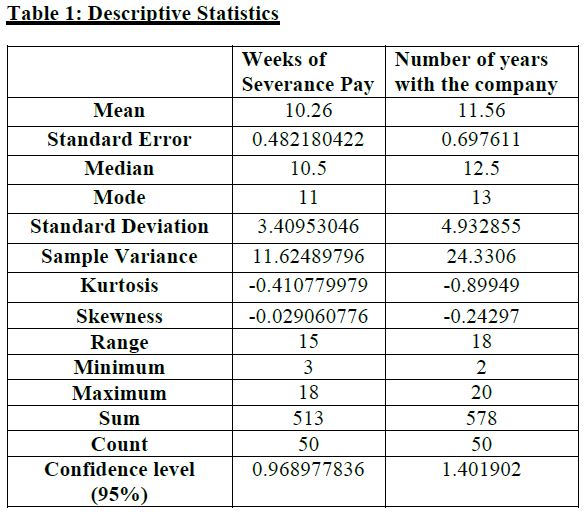 Table 1: Descriptive Statistics
Weeks of Severance Pay Number of years with the company
Mean 10.26 11.56
Standard Error 0.482180422 0.697611
Median 10.5 12.5
Mode 11 13
Standard Deviation 3.40953046 4.932855
Sample Variance 11.62489796 24.3306
Kurtosis -0.410779979 -0.89949
Skewness -0.029060776 -0.24297
Range 15 18
Minimum 3 2
Maximum 18 20
Sum 513 578
Count 50 50
Confidence level (95%) 0.968977836 1.401902